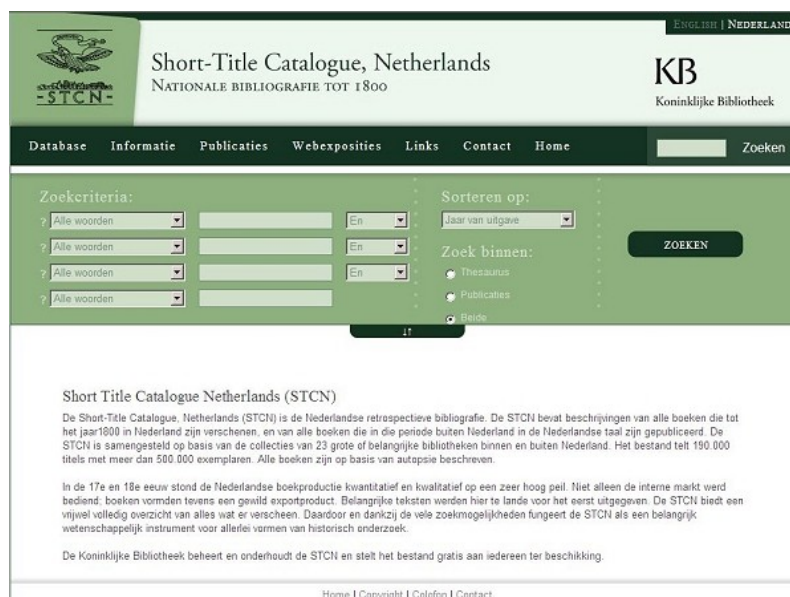 ENGLISH | NEDERLAND
-STCN-
Short-Title Catalogue, Netherlands
NATIONALE BIBLIOGRAFIE TOT 1800
KB
Koninklijke Bibliotheek
Database Informatie Publicaties Webexposities Links Contact Home Zoeken
Zoekcriteria: Sorteren op:
? Alle woorden En Jaar van uitgave
? Alle woorden En Zoek binnen: ZOEKEN
? Alle woorden En Thesaurus
? Alle woorden Publicaties
Beide
Short Title Catalogue Netherlands (STCN)
De Short-Title Catalogue, Netherlands (STCN) is de Nederlandse retrospectieve bibliografie. De STCN bevat beschrijvingen van alle boeken die tot
het jaar1800 in Nederland zijn verschenen, en van alle boeken die in die periode buiten Nederland in de Nederlandse taal zijn gepubliceerd. De
STCN is samengesteld op basis van de collecties van 23 grote of belangrijke bibliotheken binnen en buiten Nederland. Het bestand telt 190.000
titels met meer dan 500.000 exemplaren. Alle boeken zijn op basis van autopsie beschreven.
In de 17e en 18e eeuw stond de Nederlandse boekproductie kwantitatief en kwalitatief op een zeer hoog peil. Niet alleen de interne markt werd
bediend; boeken vormden tevens een gewild exportproduct. Belangrijke teksten werden hier te lande voor het eerst uitgegeven. De STCN biedt een
vrijwel volledig overzicht van alles wat er verscheen. Daardoor en dankzij de vele zoekmogelijkheden fungeert de STCN als een belangrijk
wetenschappelijk instrument voor allerlei vormen van historisch onderzoek.
De Koninklijke Bibliotheek beheert en onderhoudt de STCN en stelt het bestand gratis aan iedereen ter beschikking.
Home | Copyright | Colofon | Contact